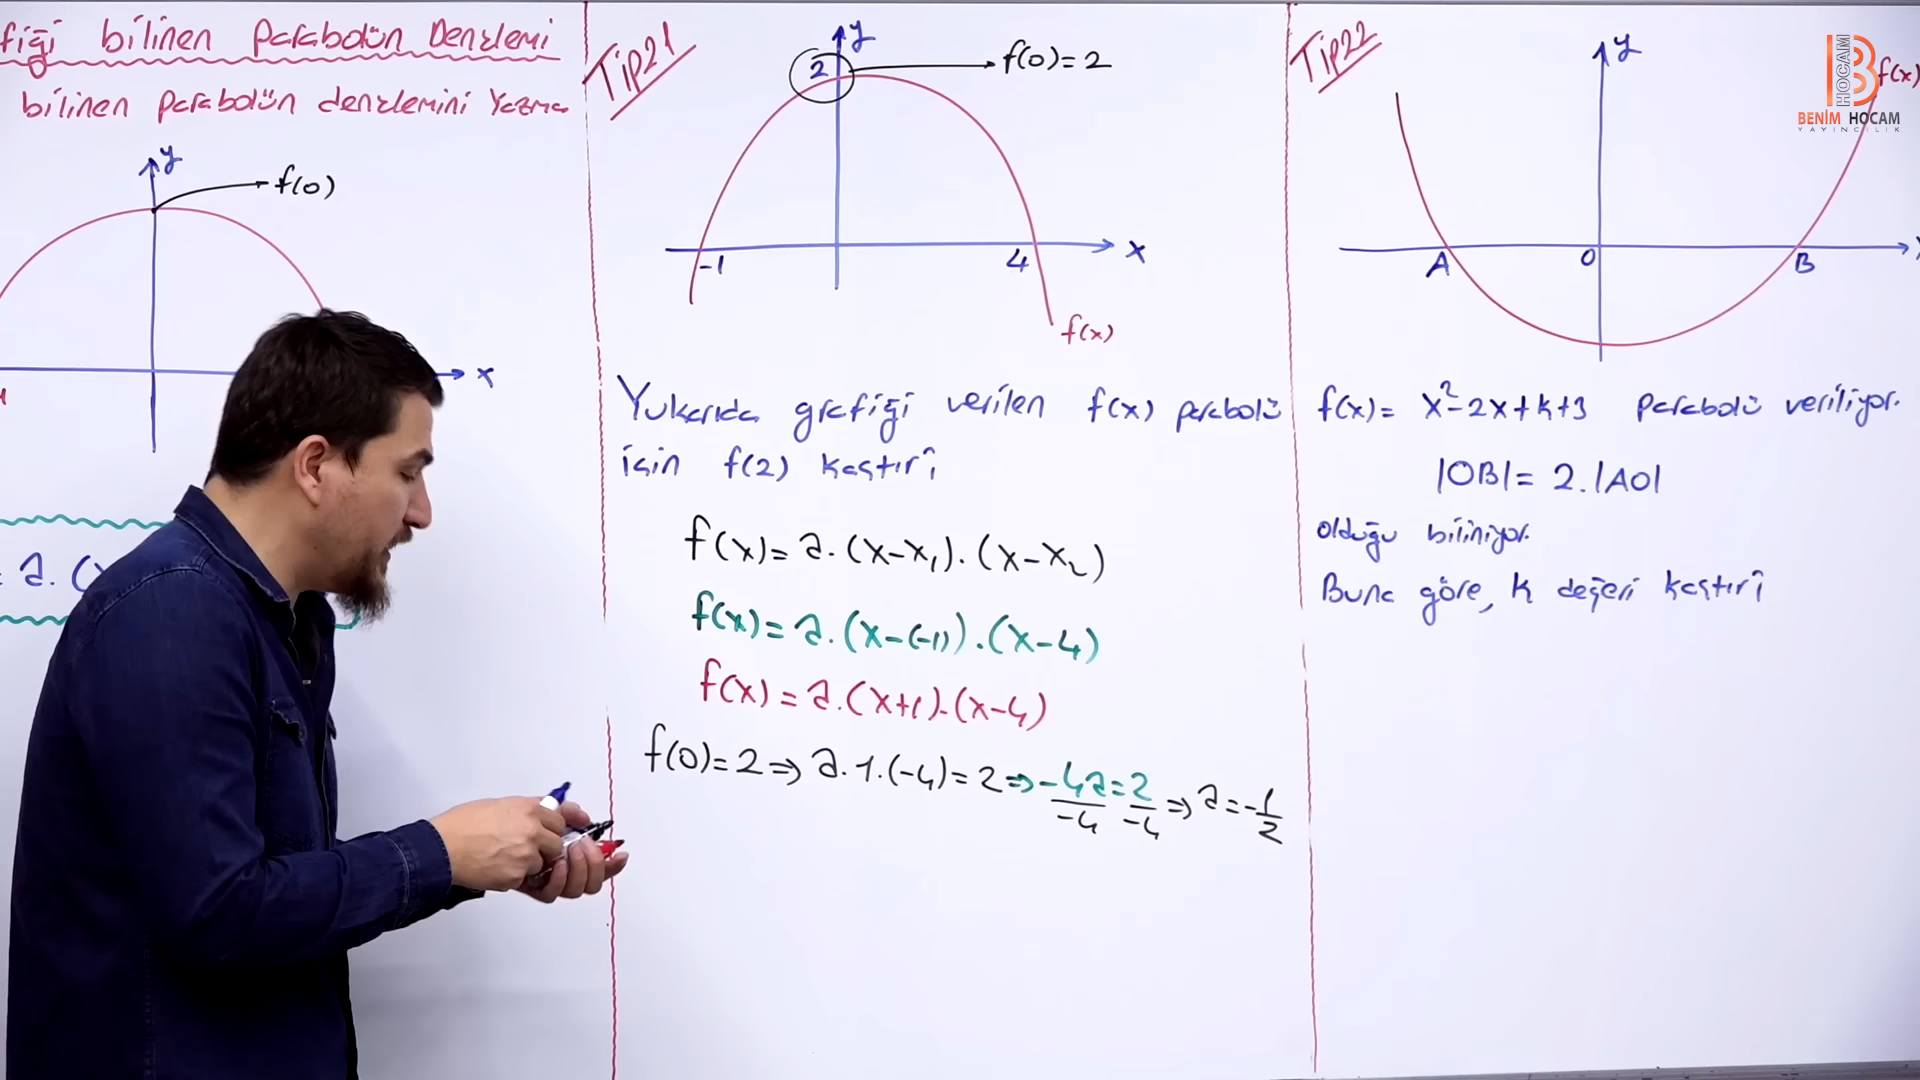 fiği bilinen Parabolün Denklemi
bilinen Parabolün denklemini Yazma
y
f(0)
x
a.(x
Tip21
y
2
f(0)=2
-1
4
x
f(x)
Yukarıda grafiği verilen f(x) parabolü
için f(2) kaçtır?
f(x)= a.(x-x₁).(x-x₂)
f(x)= a.(x-(-1)).(x-4)
f(x)= a.(x+1).(x-4)
f(0)=2⇒ a.1.(-4)=2⇒ -4a/-4 = 2/-4 ⇒ a=-1/2
Tip22
y
f(x)
A
0
B
f(x)= x²-2x+k+3 parabolü veriliyor.
|OB|= 2.|AO|
olduğu biliniyor.
Buna göre, k değeri kaçtır?
B HOCAM
BENİM HOCAM
YAYINCILIK